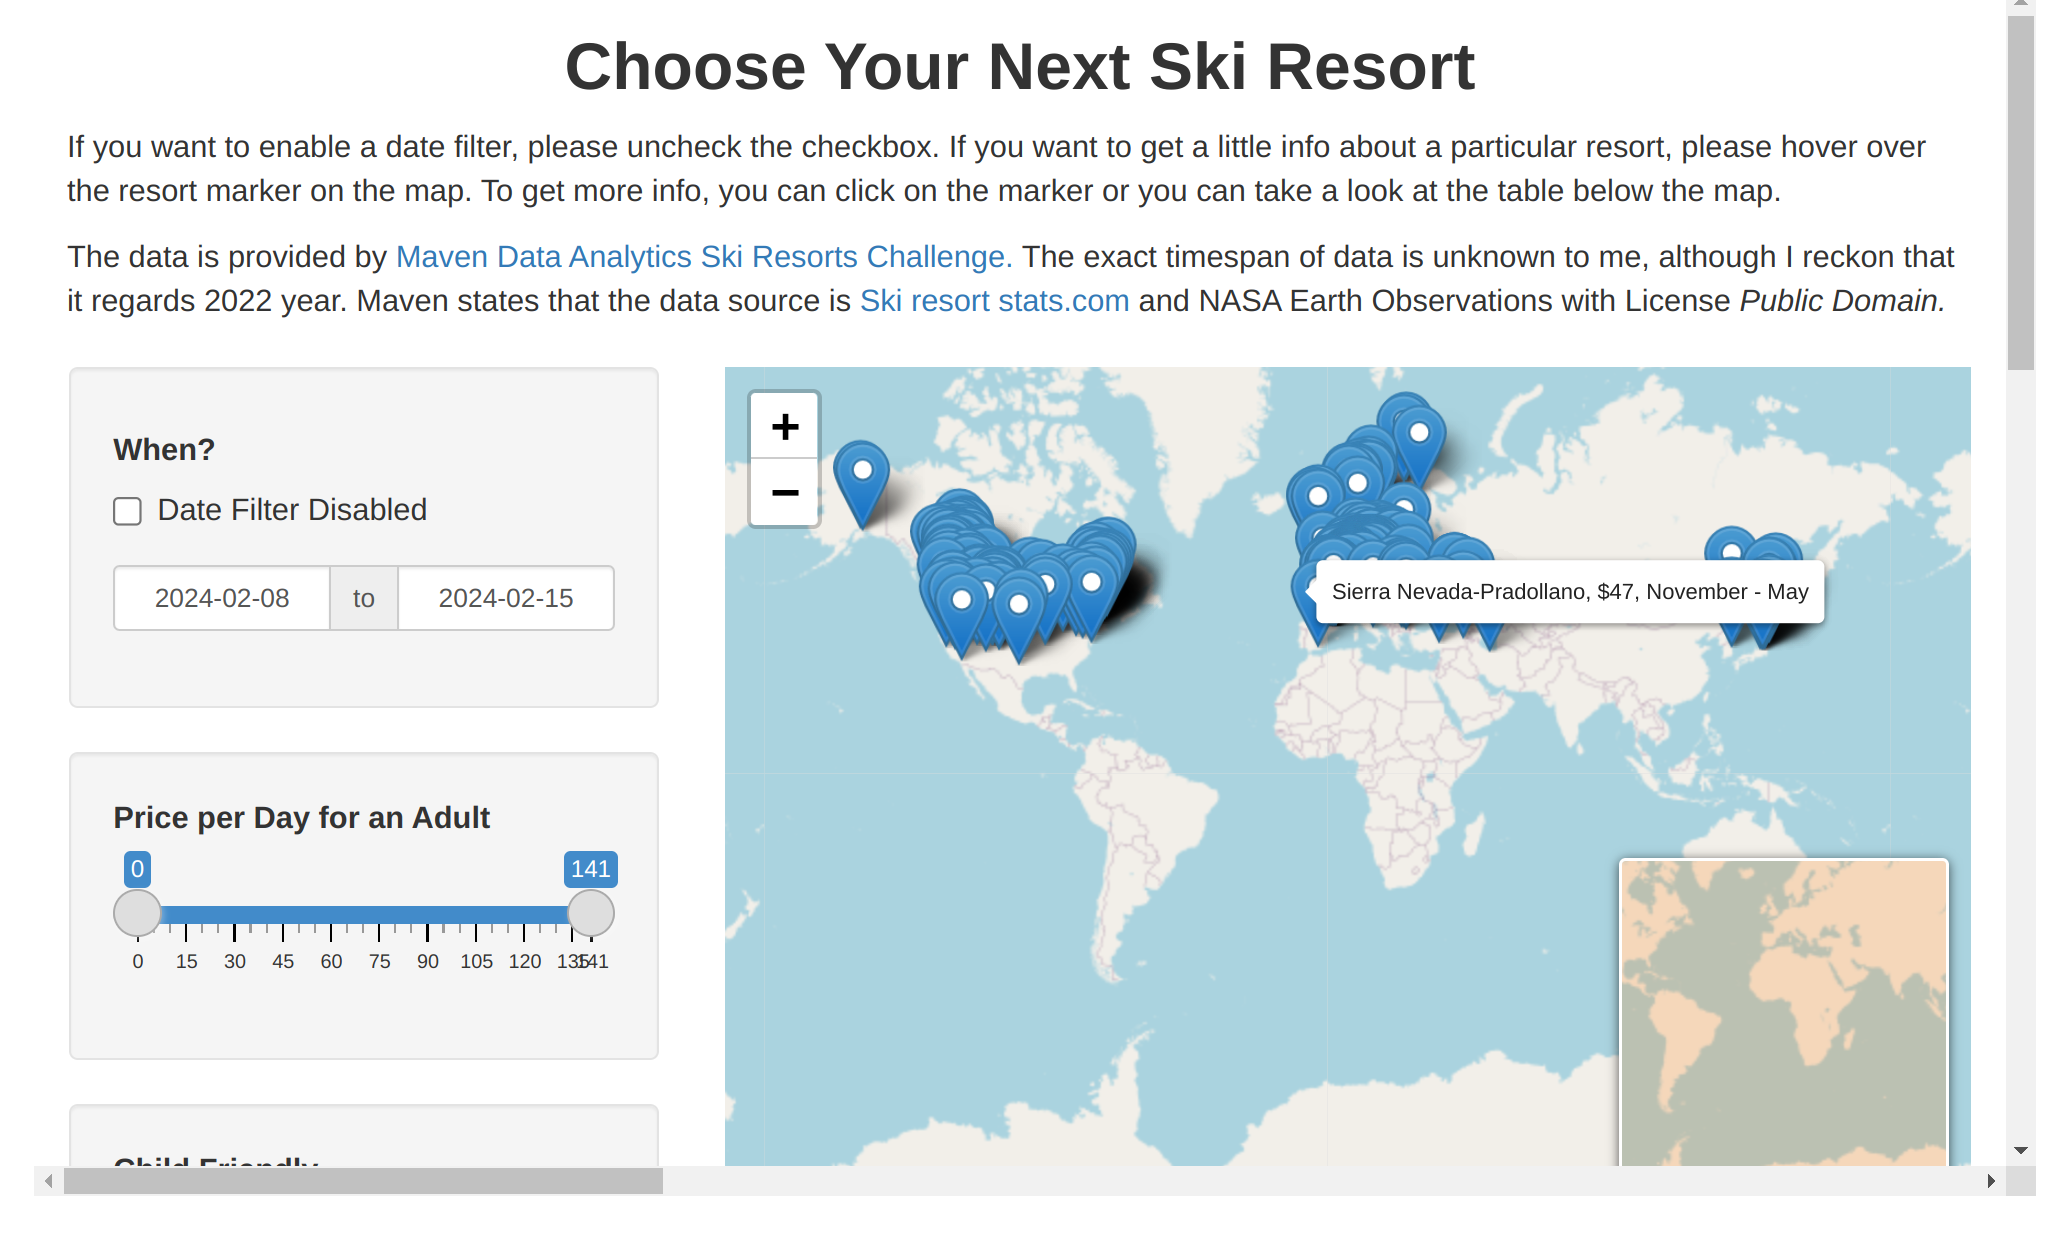 Choose Your Next Ski Resort
If you want to enable a date filter, please uncheck the checkbox. If you want to get a little info about a particular resort, please hover over
the resort marker on the map. To get more info, you can click on the marker or you can take a look at the table below the map.
The data is provided by Maven Data Analytics Ski Resorts Challenge. The exact timespan of data is unknown to me, although I reckon that
it regards 2022 year. Maven states that the data source is Ski resort stats.com and NASA Earth Observations with License Public Domain.
When?
Date Filter Disabled
2024-02-08 to 2024-02-15
Price per Day for an Adult
0 141
0 15 30 45 60 75 90 105 120 135 141
Child Friendly
+
−
Sierra Nevada-Pradollano, $47, November - May